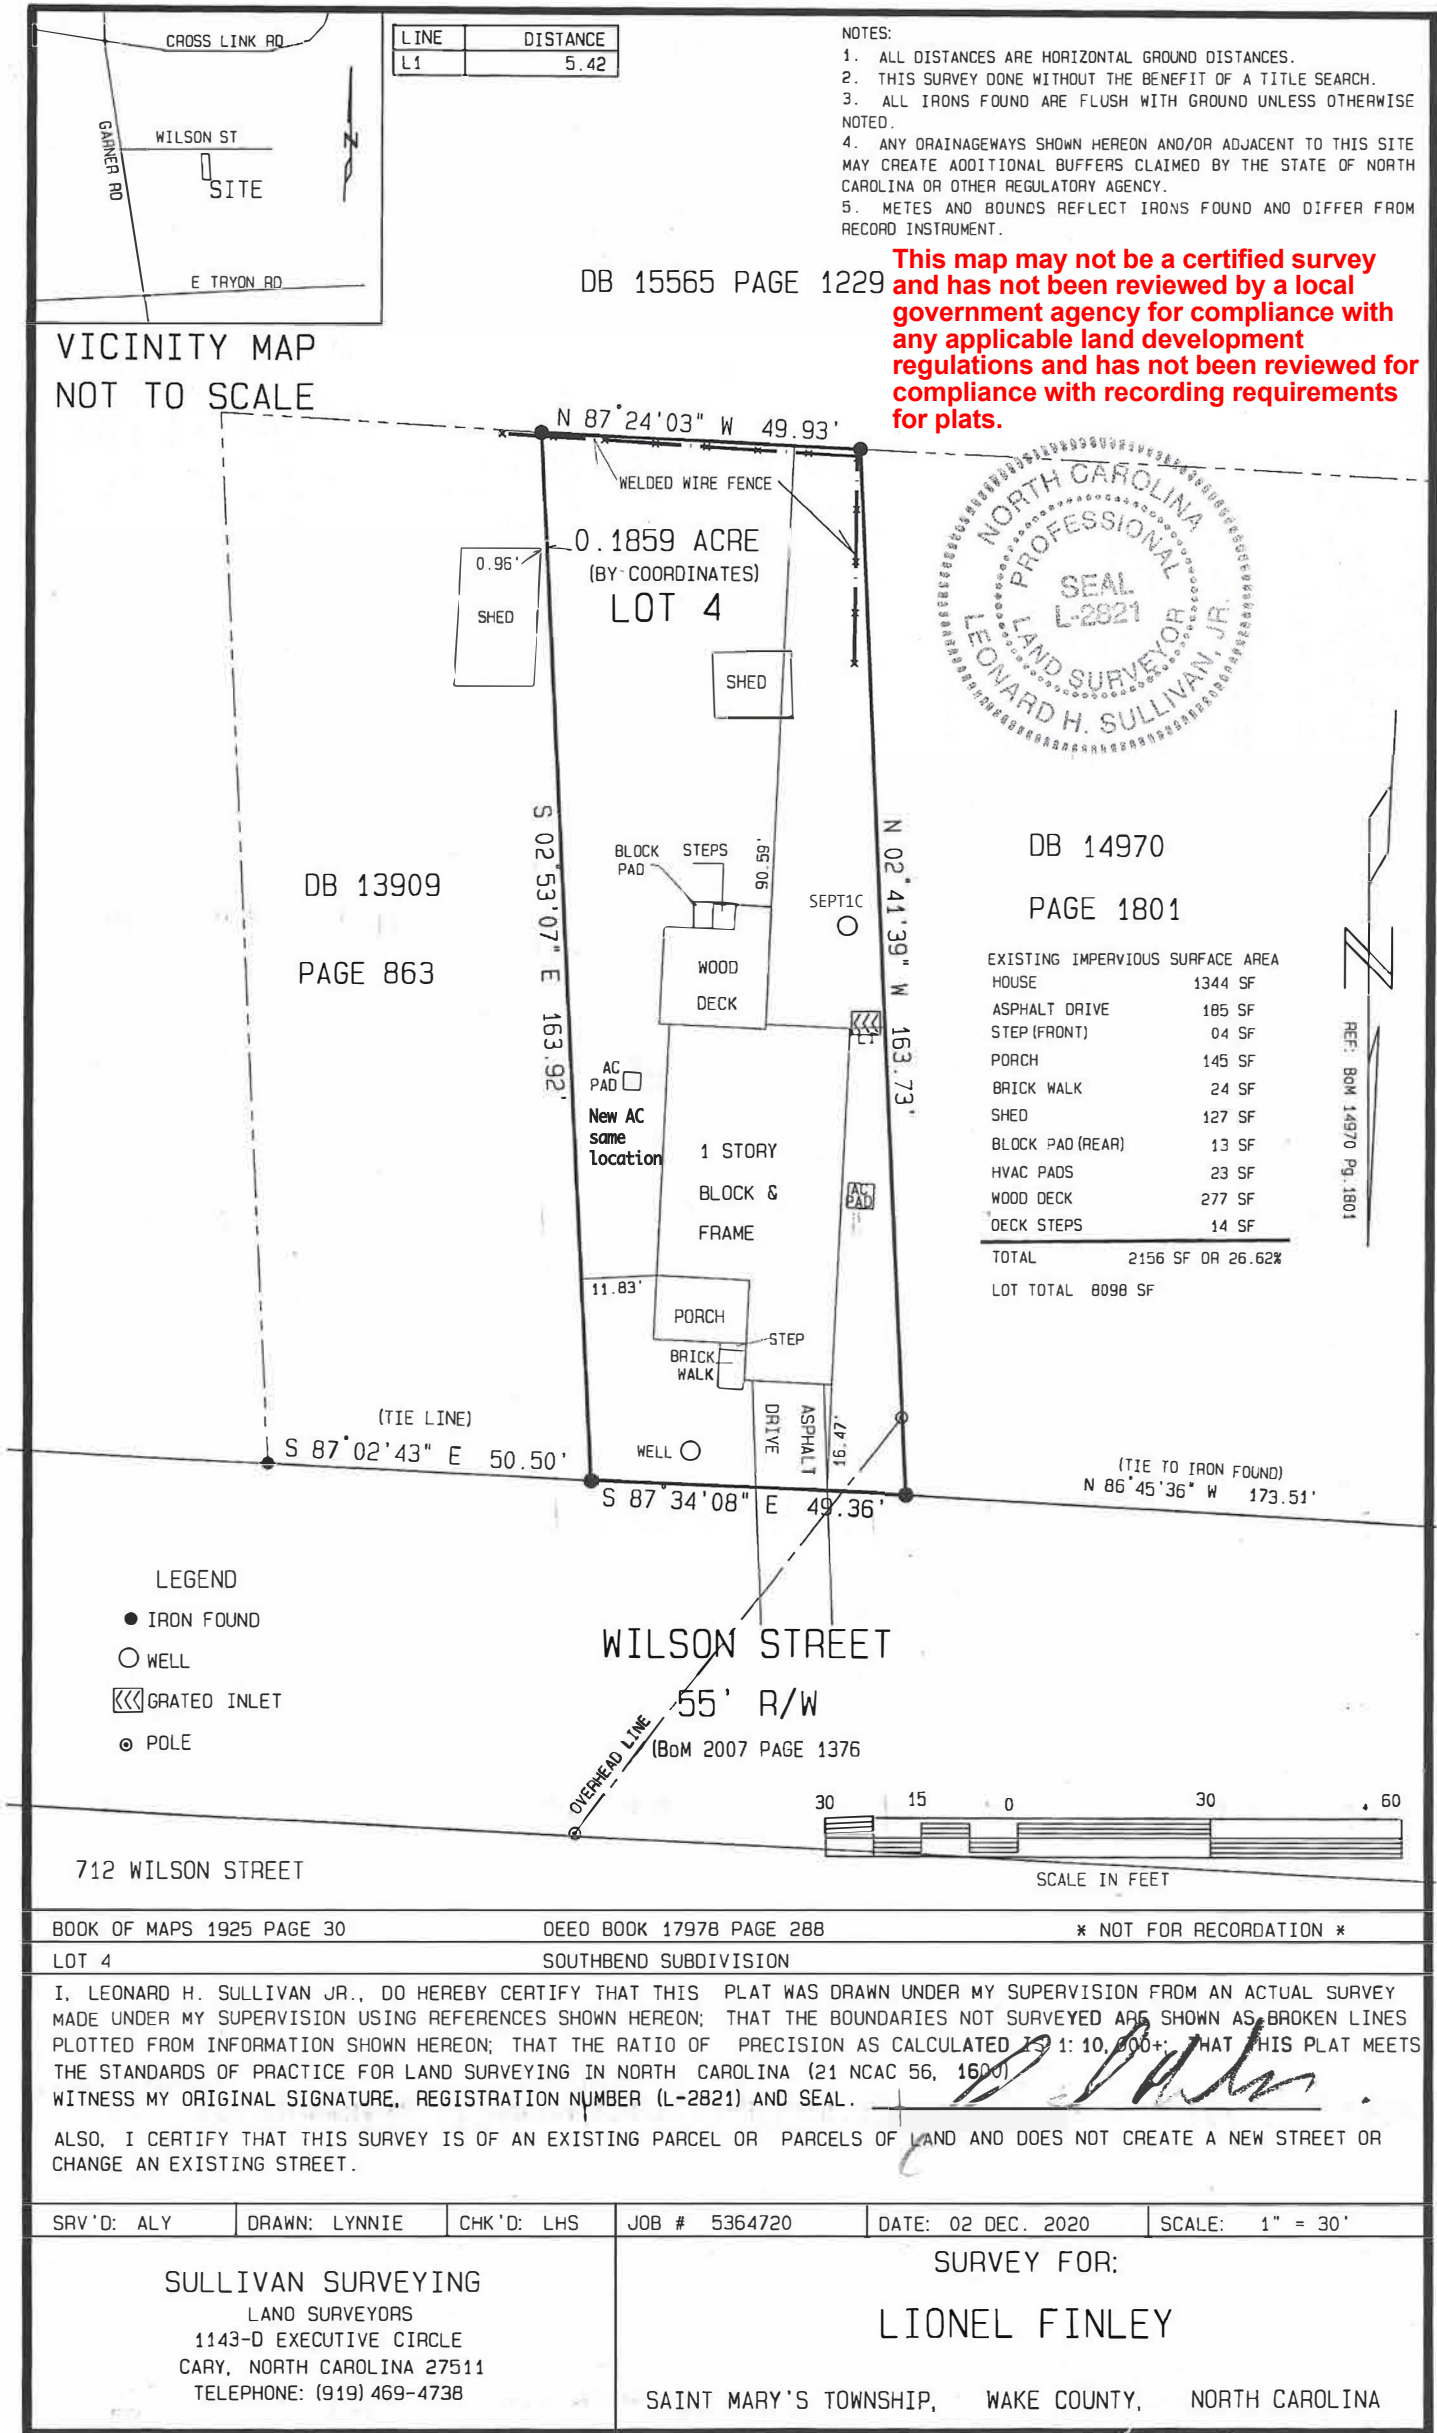 CROSS LINK RD
WILSON ST
GARNER RD
SITE
N
E TRYON RD
VICINITY MAP
NOT TO SCALE
LINE DISTANCE
L1 5.42
NOTES:
1. ALL DISTANCES ARE HORIZONTAL GROUND DISTANCES.
2. THIS SURVEY DONE WITHOUT THE BENEFIT OF A TITLE SEARCH.
3. ALL IRONS FOUND ARE FLUSH WITH GROUND UNLESS OTHERWISE
NOTED.
4. ANY DRAINAGEWAYS SHOWN HEREON AND/OR ADJACENT TO THIS SITE
MAY CREATE ADDITIONAL BUFFERS CLAIMED BY THE STATE OF NORTH
CAROLINA OR OTHER REGULATORY AGENCY.
5. METES AND BOUNDS REFLECT IRONS FOUND AND DIFFER FROM
RECORD INSTRUMENT.
DB 15565 PAGE 1229
This map may not be a certified survey
and has not been reviewed by a local
government agency for compliance with
any applicable land development
regulations and has not been reviewed for
compliance with recording requirements
for plats.
N 87°24'03" W 49.93'
WELDED WIRE FENCE
0.1859 ACRE
(BY COORDINATES)
LOT 4
0.96'
SHED
SHED
NORTH CAROLINA
PROFESSIONAL
SEAL
L-2821
LAND SURVEYOR
LEONARD H. SULLIVAN, JR.
S 02°53'07" E 163.92'
N 02°41'39" W 163.73'
90.59'
BLOCK
PAD
STEPS
SEPT1C
WOOD
DECK
L1
DB 13909
PAGE 863
DB 14970
PAGE 1801
N
REF: BoM 14970 Pg.1801
EXISTING IMPERVIOUS SURFACE AREA
HOUSE 1344 SF
ASPHALT DRIVE 185 SF
STEP (FRONT) 04 SF
PORCH 145 SF
BRICK WALK 24 SF
SHED 127 SF
BLOCK PAD (REAR) 13 SF
HVAC PADS 23 SF
WOOD DECK 277 SF
DECK STEPS 14 SF
TOTAL 2156 SF OR 26.62%
LOT TOTAL 8098 SF
AC
PAD
New AC
same
location
1 STORY
BLOCK &
FRAME
AC
PAD
11.83'
PORCH
STEP
BRICK
WALK
DRIVE
ASPHALT
16.47'
WELL
(TIE LINE)
S 87°02'43" E 50.50'
S 87°34'08" E 49.36'
(TIE TO IRON FOUND)
N 86°45'36" W 173.51'
LEGEND
IRON FOUND
WELL
GRATED INLET
POLE
WILSON STREET
55' R/W
(BoM 2007 PAGE 1376
OVERHEAD LINE
30 15 0 30 60
SCALE IN FEET
712 WILSON STREET
BOOK OF MAPS 1925 PAGE 30 DEED BOOK 17978 PAGE 288 * NOT FOR RECORDATION *
LOT 4 SOUTHBEND SUBDIVISION
I, LEONARD H. SULLIVAN JR., DO HEREBY CERTIFY THAT THIS PLAT WAS DRAWN UNDER MY SUPERVISION FROM AN ACTUAL SURVEY
MADE UNDER MY SUPERVISION USING REFERENCES SHOWN HEREON; THAT THE BOUNDARIES NOT SURVEYED ARE SHOWN AS BROKEN LINES
PLOTTED FROM INFORMATION SHOWN HEREON; THAT THE RATIO OF PRECISION AS CALCULATED IS 1:10,000+; THAT THIS PLAT MEETS
THE STANDARDS OF PRACTICE FOR LAND SURVEYING IN NORTH CAROLINA (21 NCAC 56, 1600)
WITNESS MY ORIGINAL SIGNATURE, REGISTRATION NUMBER (L-2821) AND SEAL.
ALSO, I CERTIFY THAT THIS SURVEY IS OF AN EXISTING PARCEL OR PARCELS OF LAND AND DOES NOT CREATE A NEW STREET OR
CHANGE AN EXISTING STREET.
SRV'D: ALY DRAWN: LYNNIE CHK'D: LHS JOB # 5364720 DATE: 02 DEC. 2020 SCALE: 1" = 30'
SULLIVAN SURVEYING
LAND SURVEYORS
1143-D EXECUTIVE CIRCLE
CARY, NORTH CAROLINA 27511
TELEPHONE: (919) 469-4738
SURVEY FOR:
LIONEL FINLEY
SAINT MARY'S TOWNSHIP, WAKE COUNTY, NORTH CAROLINA